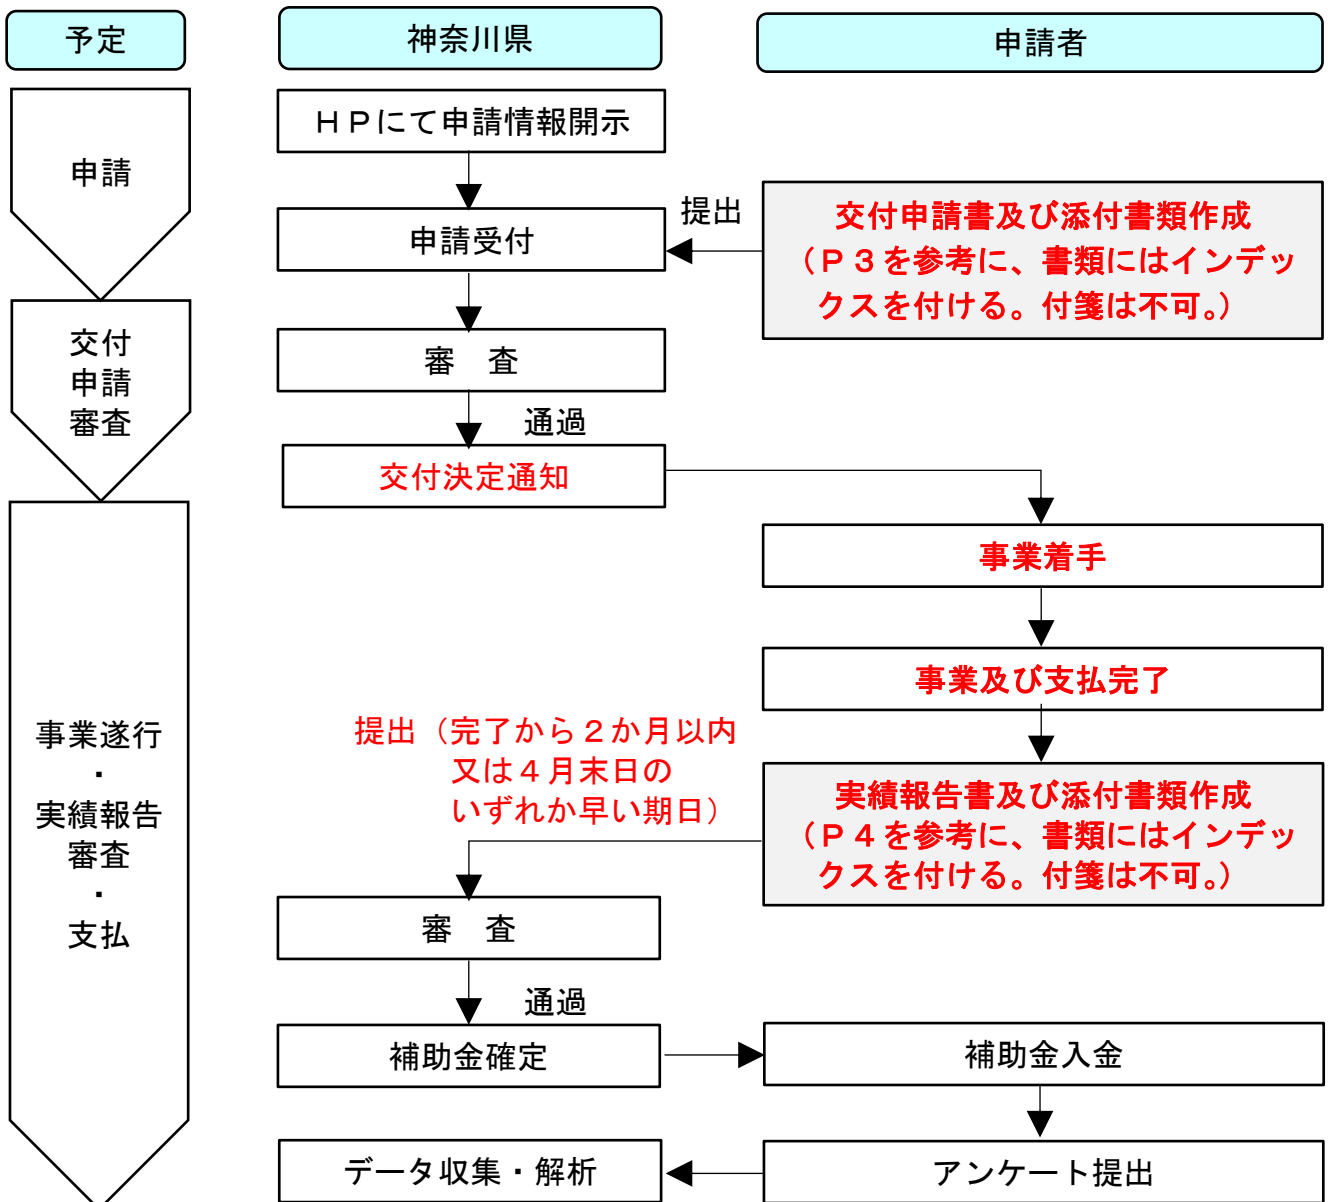 予定
神奈川県
申請者
申請
ＨＰにて申請情報開示
提出
申請受付
交付申請書及び添付書類作成
（Ｐ３を参考に、書類にはインデッ
クスを付ける。付箋は不可。）
交付
申請
審査
審　査
通過
交付決定通知
事業着手
事業及び支払完了
事業遂行
・
実績報告
審査
・
支払
提出（完了から２か月以内
又は４月末日の
いずれか早い期日）
実績報告書及び添付書類作成
（Ｐ４を参考に、書類にはインデッ
クスを付ける。付箋は不可。）
審　査
通過
補助金確定
補助金入金
データ収集・解析
アンケート提出